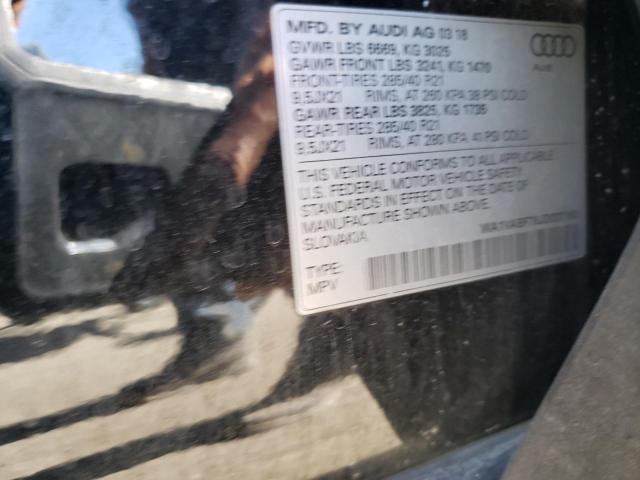 MFD. BY AUDI AG 03 18
GVWR LBS 6669, KG 3025
GAWR FRONT LBS 3241, KG 1470
FRONT-TIRES 285/40 R21
9,5JX21 RIMS, AT 260 KPA 38 PSI COLD
GAWR REAR LBS 3825, KG 1735
REAR-TIRES 285/40 R21
9,5JX21 RIMS, AT 280 KPA 41 PSI COLD
Audi
THIS VEHICLE CONFORMS TO ALL APPLICABLE
U.S. FEDERAL MOTOR VEHICLE SAFETY
STANDARDS IN EFFECT ON THE DATE OF
MANUFACTURE SHOWN ABOVE.
SLOVAKIA
TYPE:
MPV